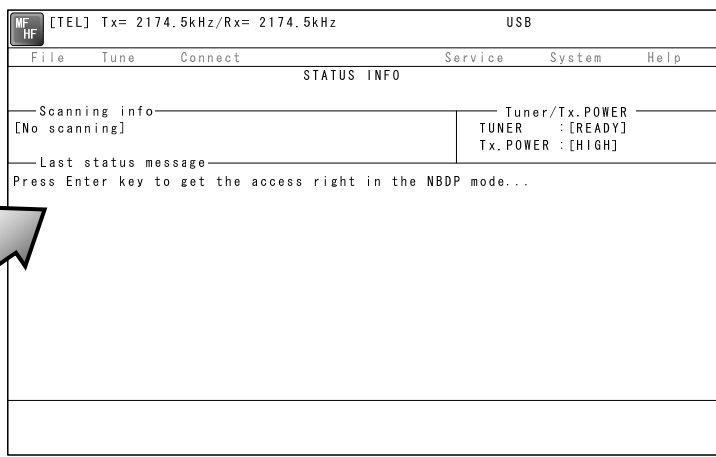 MF
HF
[TEL] Tx= 2174.5kHz/Rx= 2174.5kHz USB
File Tune Connect Service System Help
STATUS INFO
Scanning info
[No scanning]
Tuner/Tx.POWER
TUNER :[READY]
Tx.POWER :[HIGH]
Last status message
Press Enter key to get the access right in the NBDP mode...